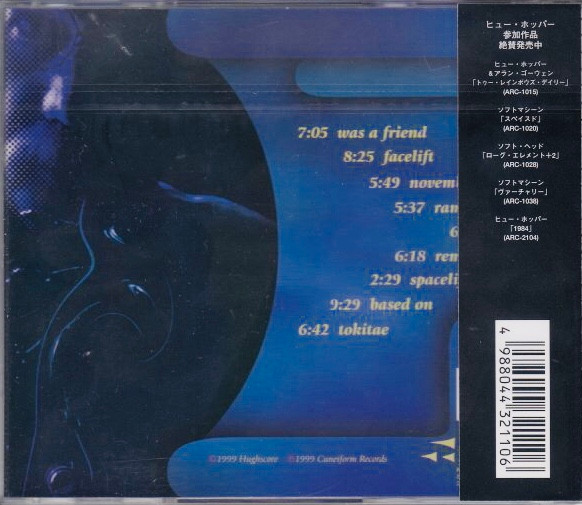 7:05 was a friend
8:25 facelift
5:49
5:37
6:18
2:29
9:29 based on
6:42 tokitae
©1999 Hughscore ℗1999 Cuneiform Records
ヒュー・ホッパー
参加作品
絶賛発売中
ヒュー・ホッパー
&アラン・ゴーウェン
「トゥー・レインボウズ・デイリー」
(ARC-1015)
ソフトマシーン
「スペイスド」
(ARC-1020)
ソフト・ヘッド
「ローグ・エレメント+2」
(ARC-1028)
ソフトマシーン
「ヴァーチャリー」
(ARC-1038)
ヒュー・ホッパー
「1984」
(ARC-2104)
4 988044 321106